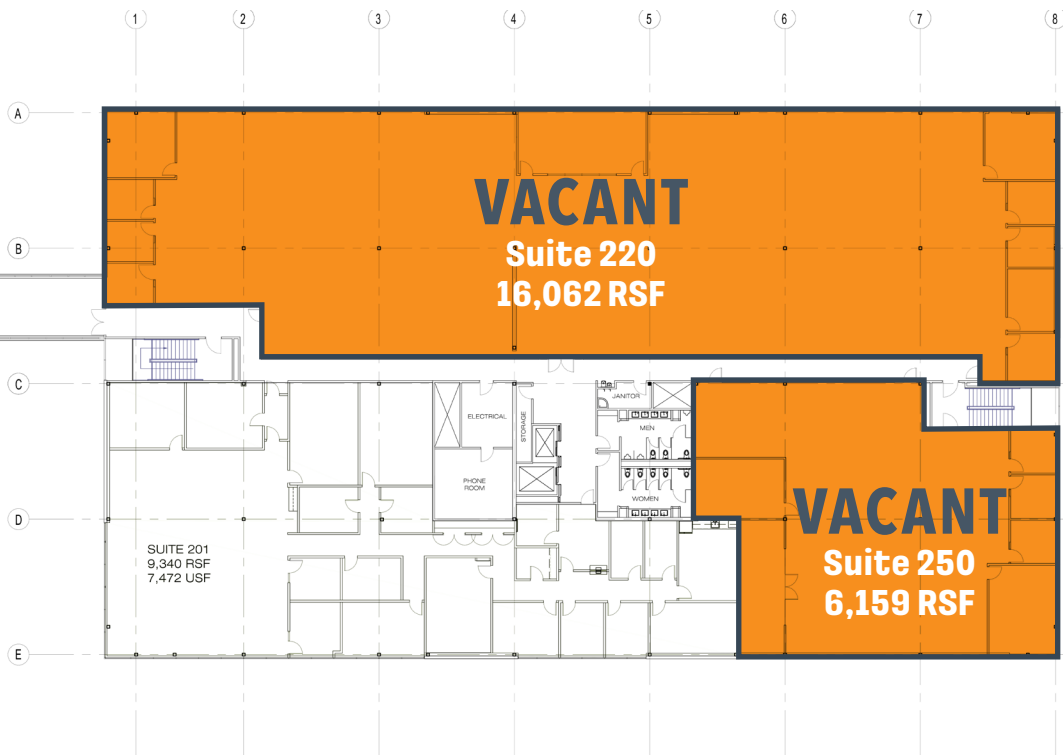 1 2 3 4 5 6 7 8
A
VACANT
Suite 220
16,062 RSF
B
C
JANITOR
ELECTRICAL
STORAGE
MEN
PHONE
ROOM
WOMEN
VACANT
Suite 250
6,159 RSF
D
SUITE 201
9,340 RSF
7,472 USF
E